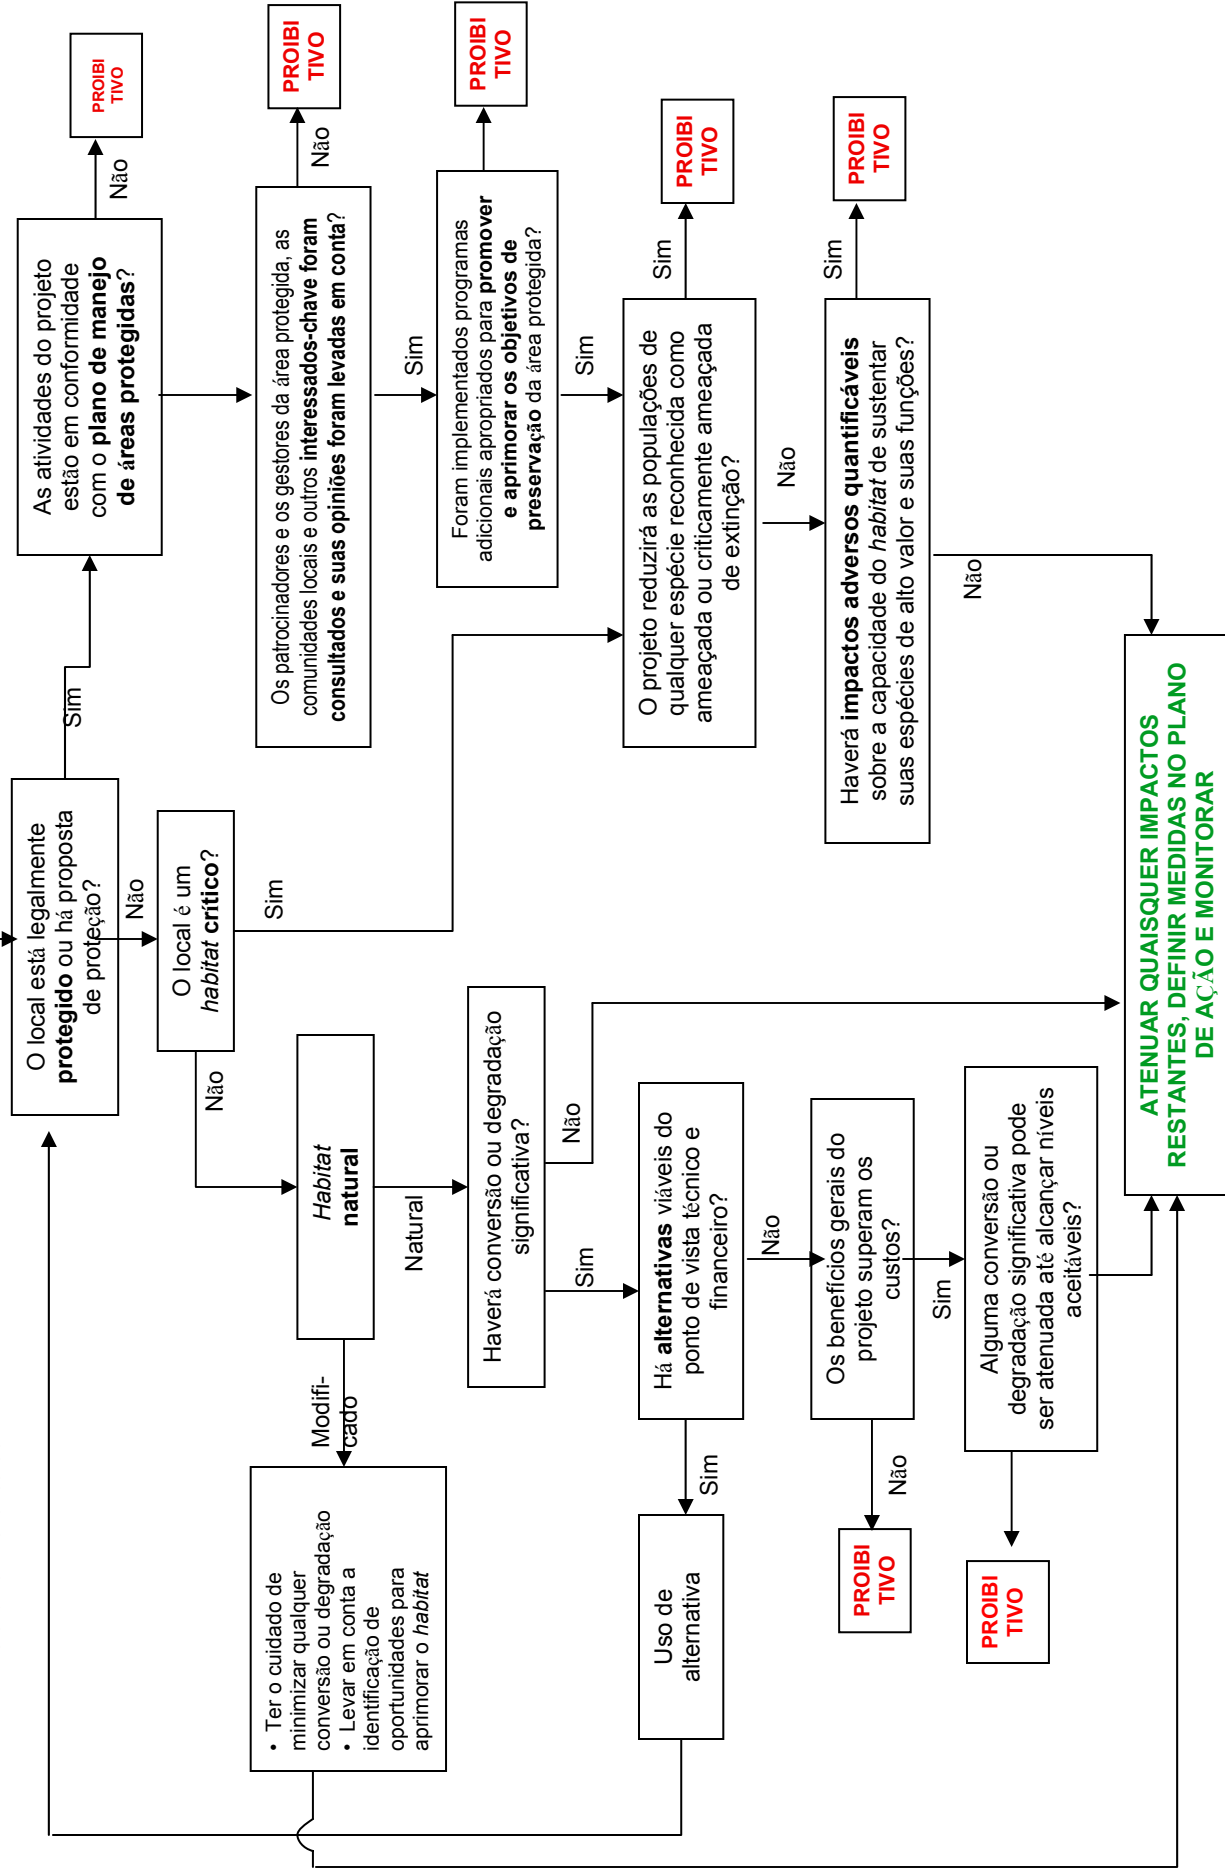 O local está legalmente
protegido ou há proposta
de proteção?
Sim
As atividades do projeto
estão em conformidade
com o plano de manejo
de áreas protegidas?
Não
PROIBI
TIVO
Não
O local é um
habitat crítico?
Sim
Não
Os patrocinadores e os gestores da área protegida, as
comunidades locais e outros interessados-chave foram
consultados e suas opiniões foram levadas em conta?
Não
PROIBI
TIVO
Sim
Foram implementados programas
adicionais apropriados para promover
e aprimorar os objetivos de
preservação da área protegida?
PROIBI
TIVO
Sim
Habitat
natural
Modifi-
cado
Natural
• Ter o cuidado de
minimizar qualquer
conversão ou degradação
• Levar em conta a
identificação de
oportunidades para
aprimorar o habitat
Haverá conversão ou degradação
significativa?
Sim
Não
O projeto reduzirá as populações de
qualquer espécie reconhecida como
ameaçada ou criticamente ameaçada
de extinção?
Sim
PROIBI
TIVO
Não
Há alternativas viáveis do
ponto de vista técnico e
financeiro?
Sim
Uso de
alternativa
Não
Haverá impactos adversos quantificáveis
sobre a capacidade do habitat de sustentar
suas espécies de alto valor e suas funções?
Sim
PROIBI
TIVO
Não
Os benefícios gerais do
projeto superam os
custos?
Não
PROIBI
TIVO
Sim
Alguma conversão ou
degradação significativa pode
ser atenuada até alcançar níveis
aceitáveis?
PROIBI
TIVO
ATENUAR QUAISQUER IMPACTOS
RESTANTES, DEFINIR MEDIDAS NO PLANO
DE AÇÃO E MONITORAR